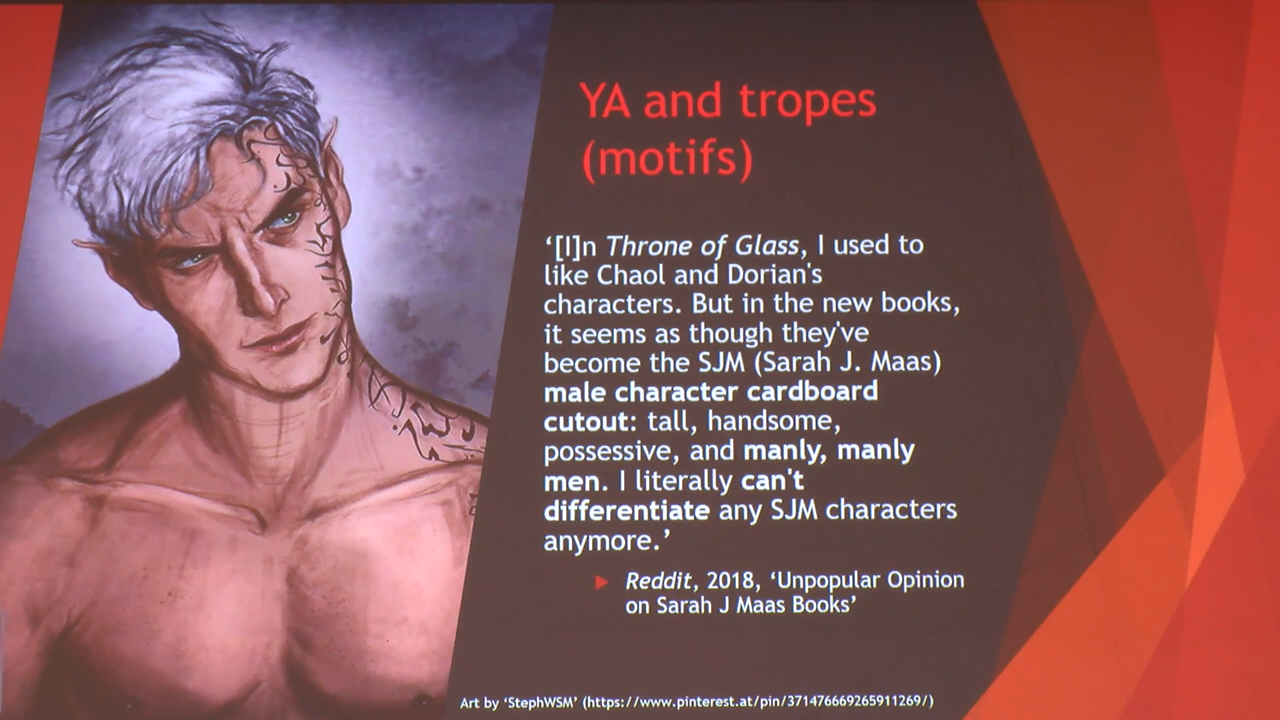 YA and tropes
(motifs)
‘[I]n Throne of Glass, I used to
like Chaol and Dorian's
characters. But in the new books,
it seems as though they've
become the SJM (Sarah J. Maas)
male character cardboard
cutout: tall, handsome,
possessive, and manly, manly
men. I literally can't
differentiate any SJM characters
anymore.’
Reddit, 2018, ‘Unpopular Opinion
on Sarah J Maas Books’
Art by ‘StephWSM’ (https://www.pinterest.at/pin/371476669265911269/)